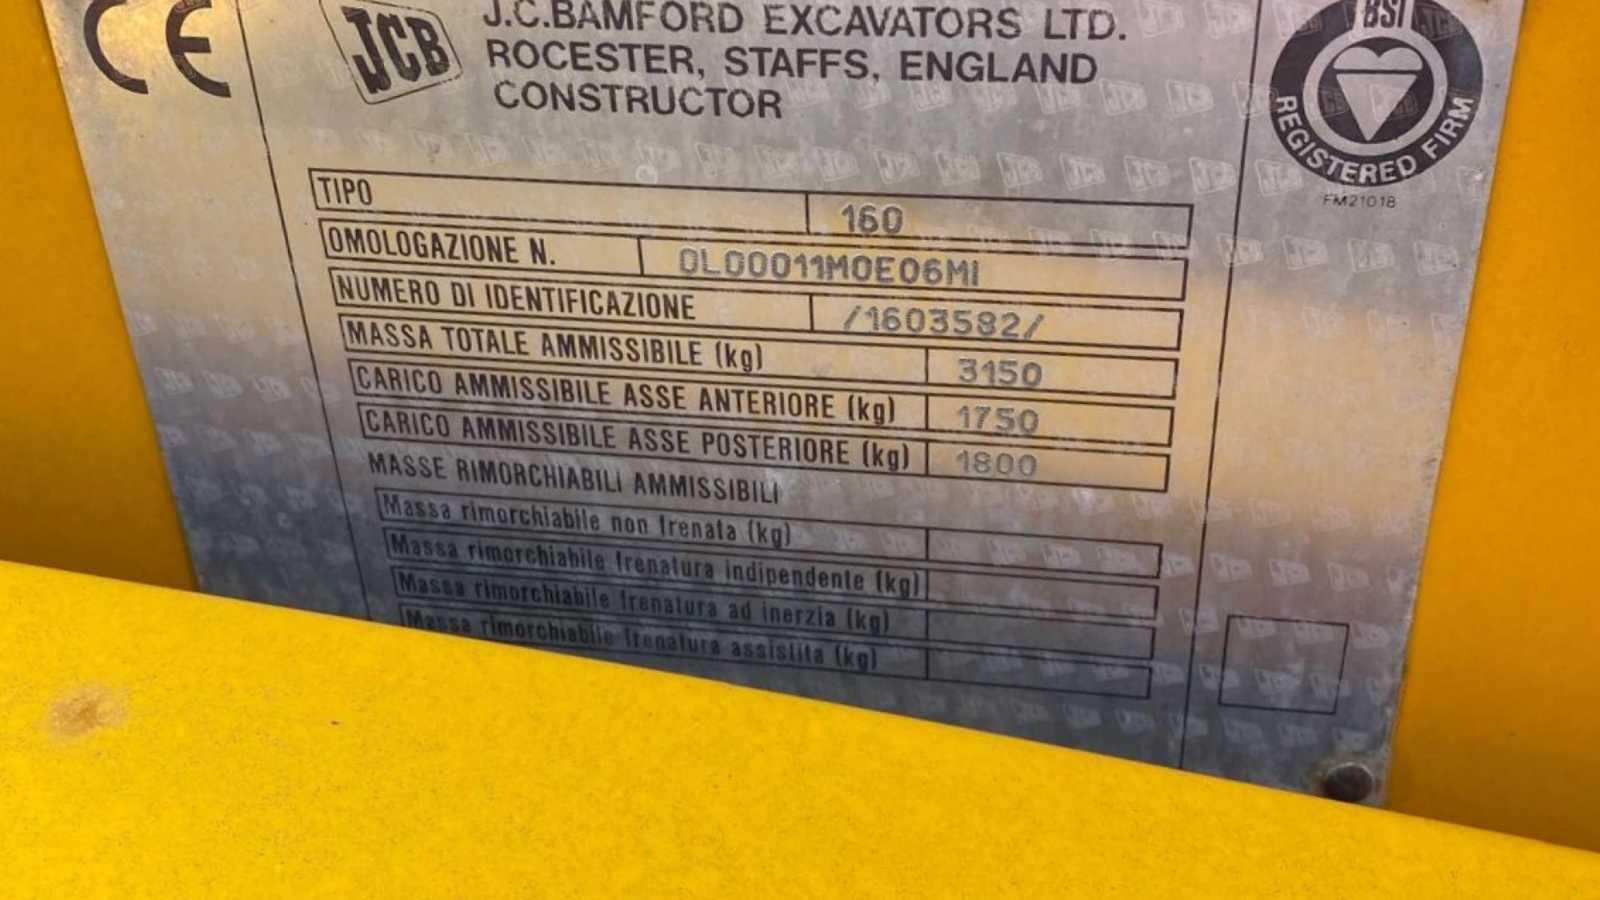 CE
JCB
J.C.BAMFORD EXCAVATORS LTD.
ROCESTER, STAFFS, ENGLAND
CONSTRUCTOR
BSI
REGISTERED FIRM
FM21018
TIPO 160
OMOLOGAZIONE N. OL00011MOE06MI
NUMERO DI IDENTIFICAZIONE /1603582/
MASSA TOTALE AMMISSIBILE (kg) 3150
CARICO AMMISSIBILE ASSE ANTERIORE (kg) 1750
CARICO AMMISSIBILE ASSE POSTERIORE (kg) 1800
MASSE RIMORCHIABILI AMMISSIBILI
Massa rimorchiabile non frenata (kg)
Massa rimorchiabile frenatura indipendente (kg)
Massa rimorchiabile frenatura ad inerzia (kg)
Massa rimorchiabile frenatura assistita (kg)